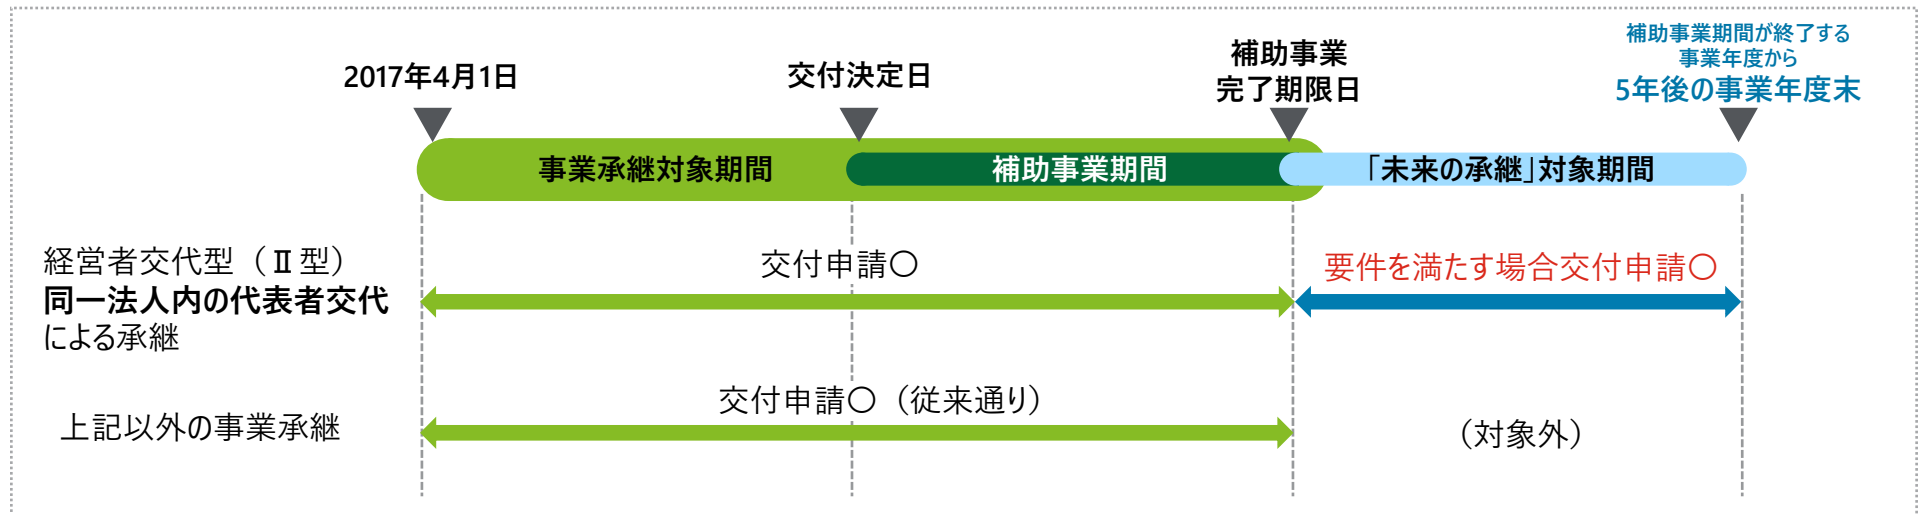 2017年4月1日
交付決定日
補助事業
完了期限日
補助事業期間が終了する
事業年度から
5年後の事業年度末
事業承継対象期間
補助事業期間
「未来の承継」対象期間
経営者交代型（Ⅱ型）
同一法人内の代表者交代
による承継
交付申請〇
要件を満たす場合交付申請〇
上記以外の事業承継
交付申請〇（従来通り）
（対象外）